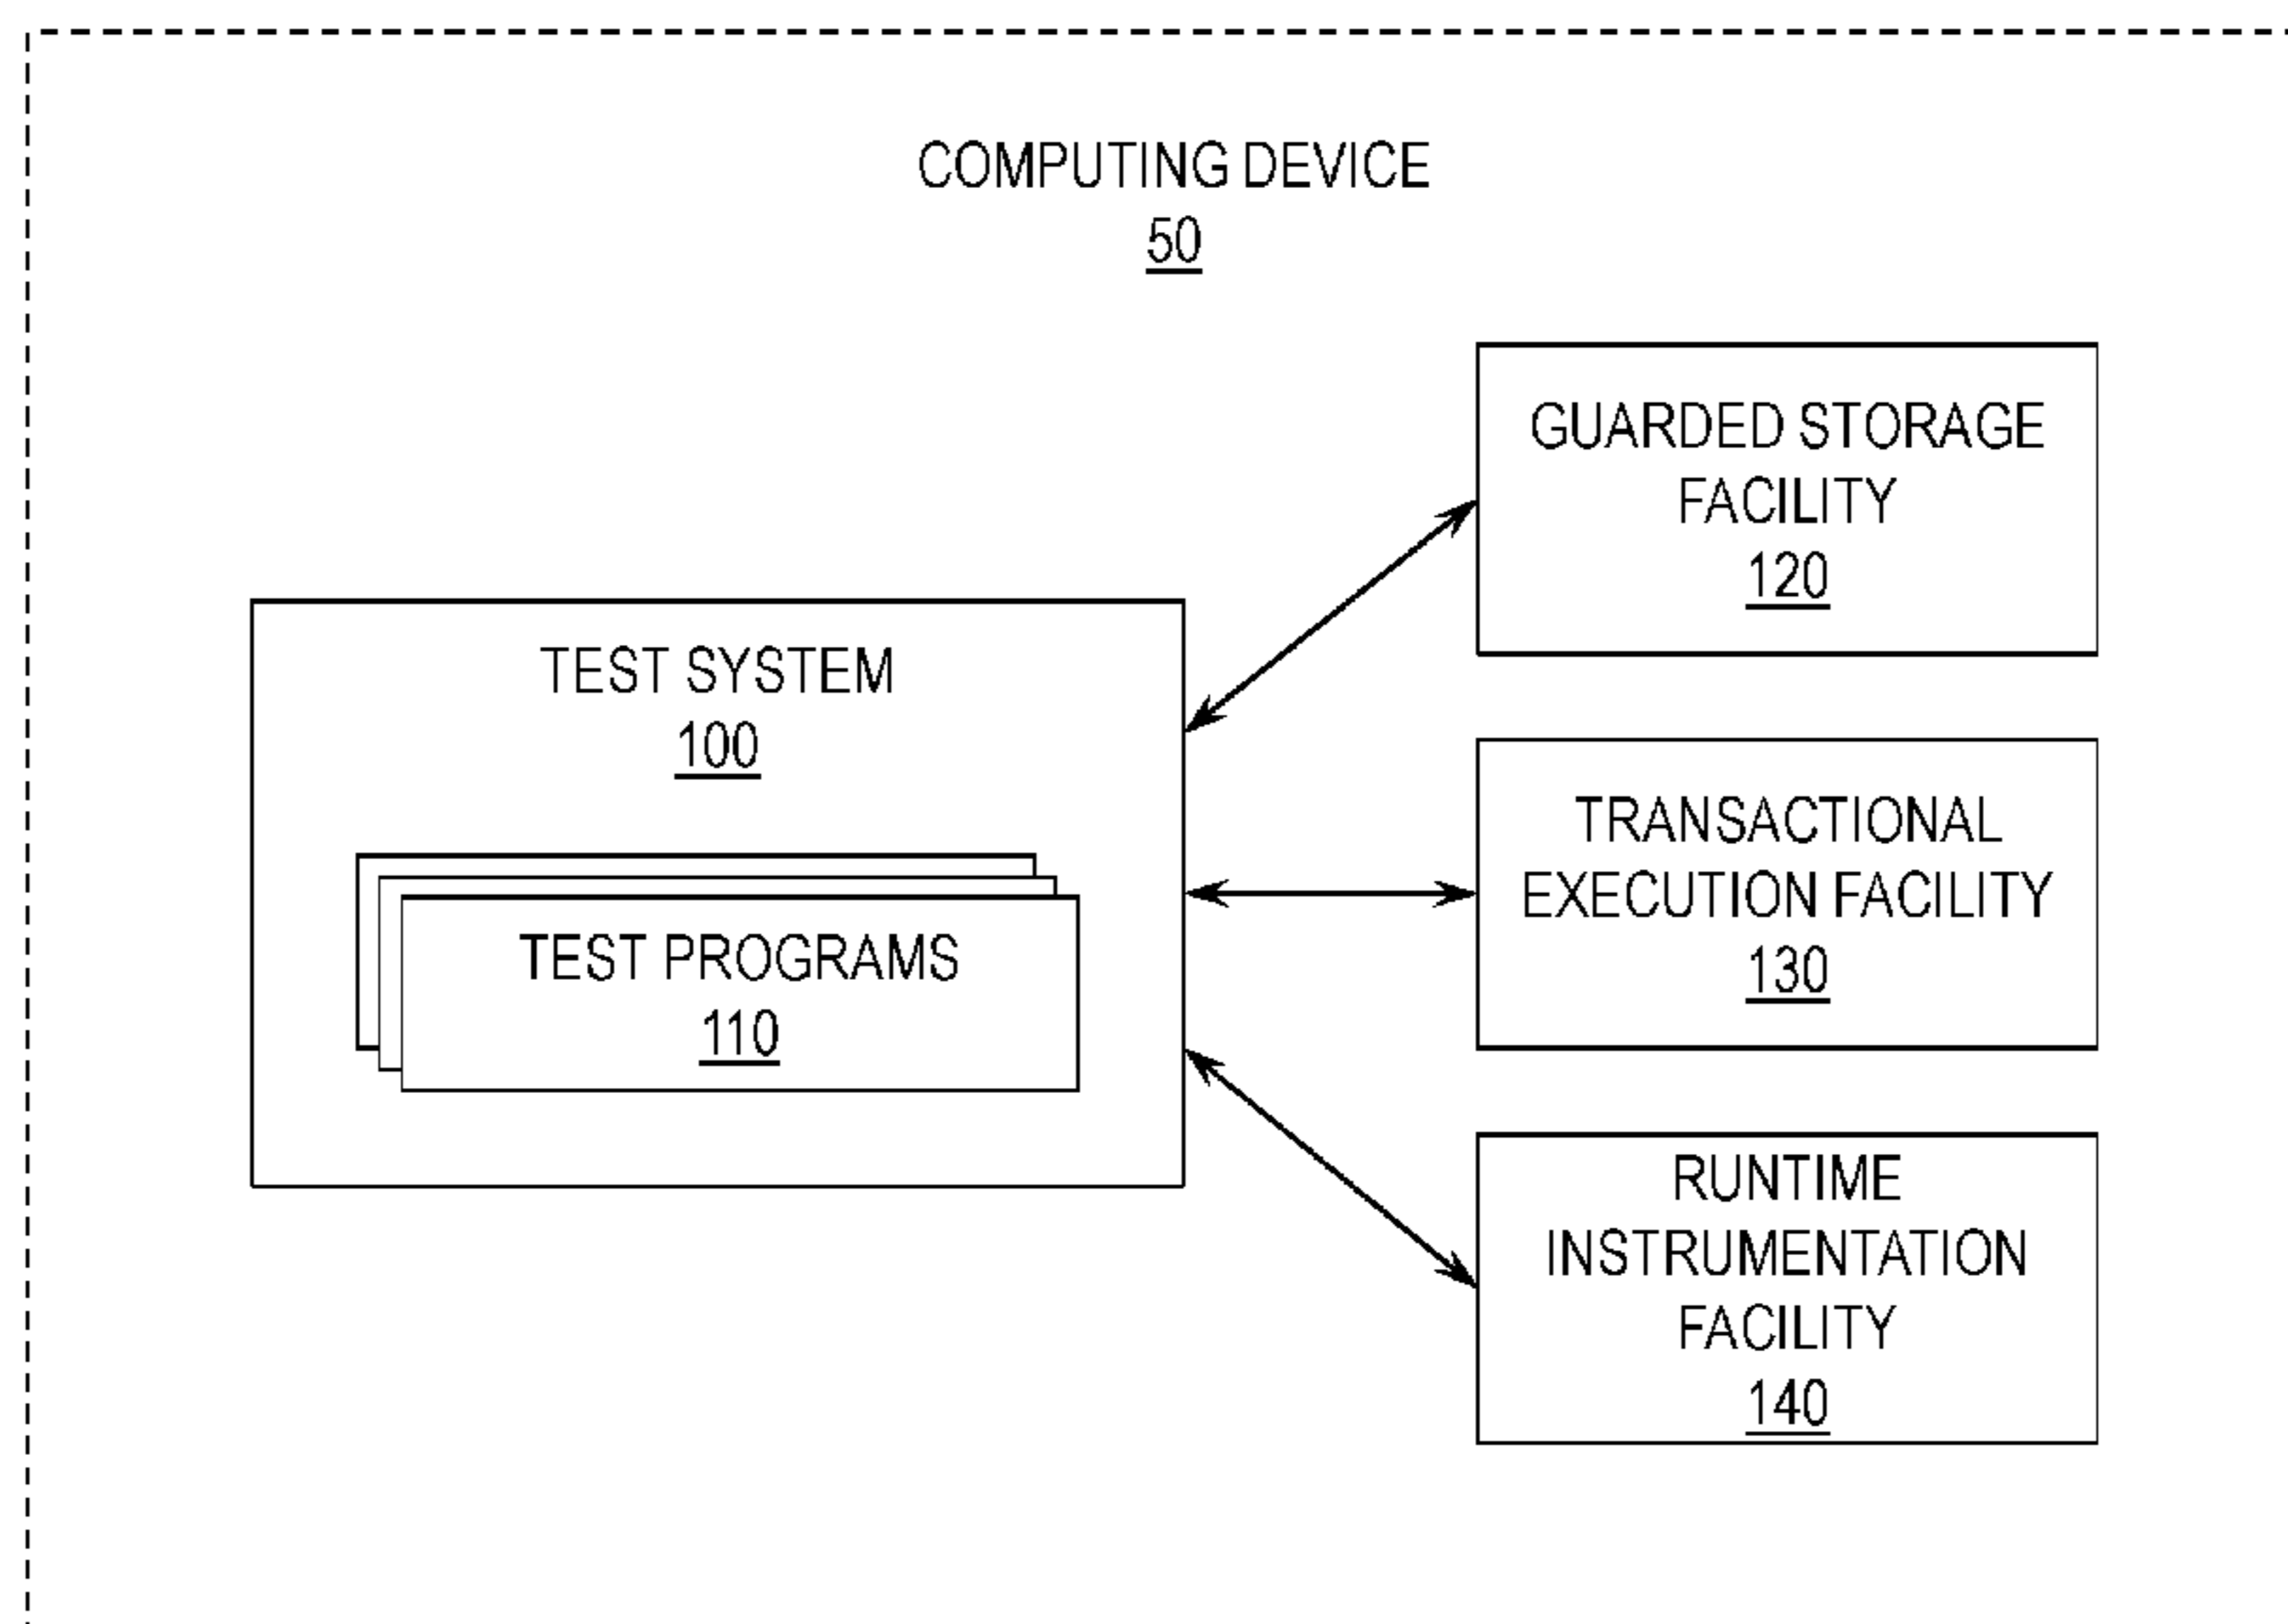 COMPUTING DEVICE
50
TEST SYSTEM
100
TEST PROGRAMS
110
GUARDED STORAGE
FACILITY
120
TRANSACTIONAL
EXECUTION FACILITY
130
RUNTIME
INSTRUMENTATION
FACILITY
140